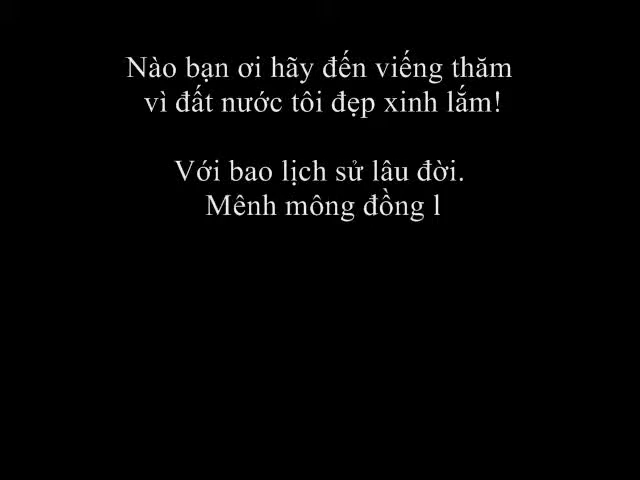 Nào bạn ơi hãy đến viếng thăm
vì đất nước tôi đẹp xinh lắm!
Với bao lịch sử lâu đời.
Mênh mông đồng l